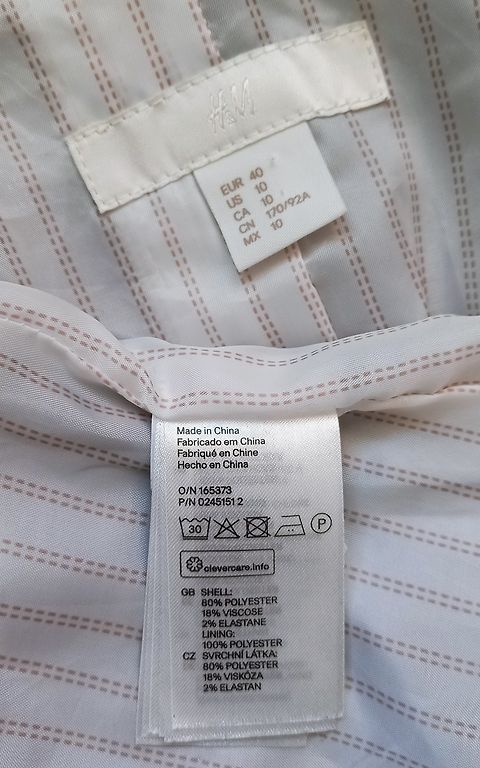 H&M
EUR 40
US 10
CA 10
CN 170/92A
MX 10
Made in China
Fabricado em China
Fabriqué en Chine
Hecho en China
O/N 165373
P/N 0245151 2
30 P
clevercare.info
GB SHELL:
80% POLYESTER
18% VISCOSE
2% ELASTANE
LINING:
100% POLYESTER
CZ SVRCHNÍ LÁTKA:
80% POLYESTER
18% VISKÓZA
2% ELASTAN